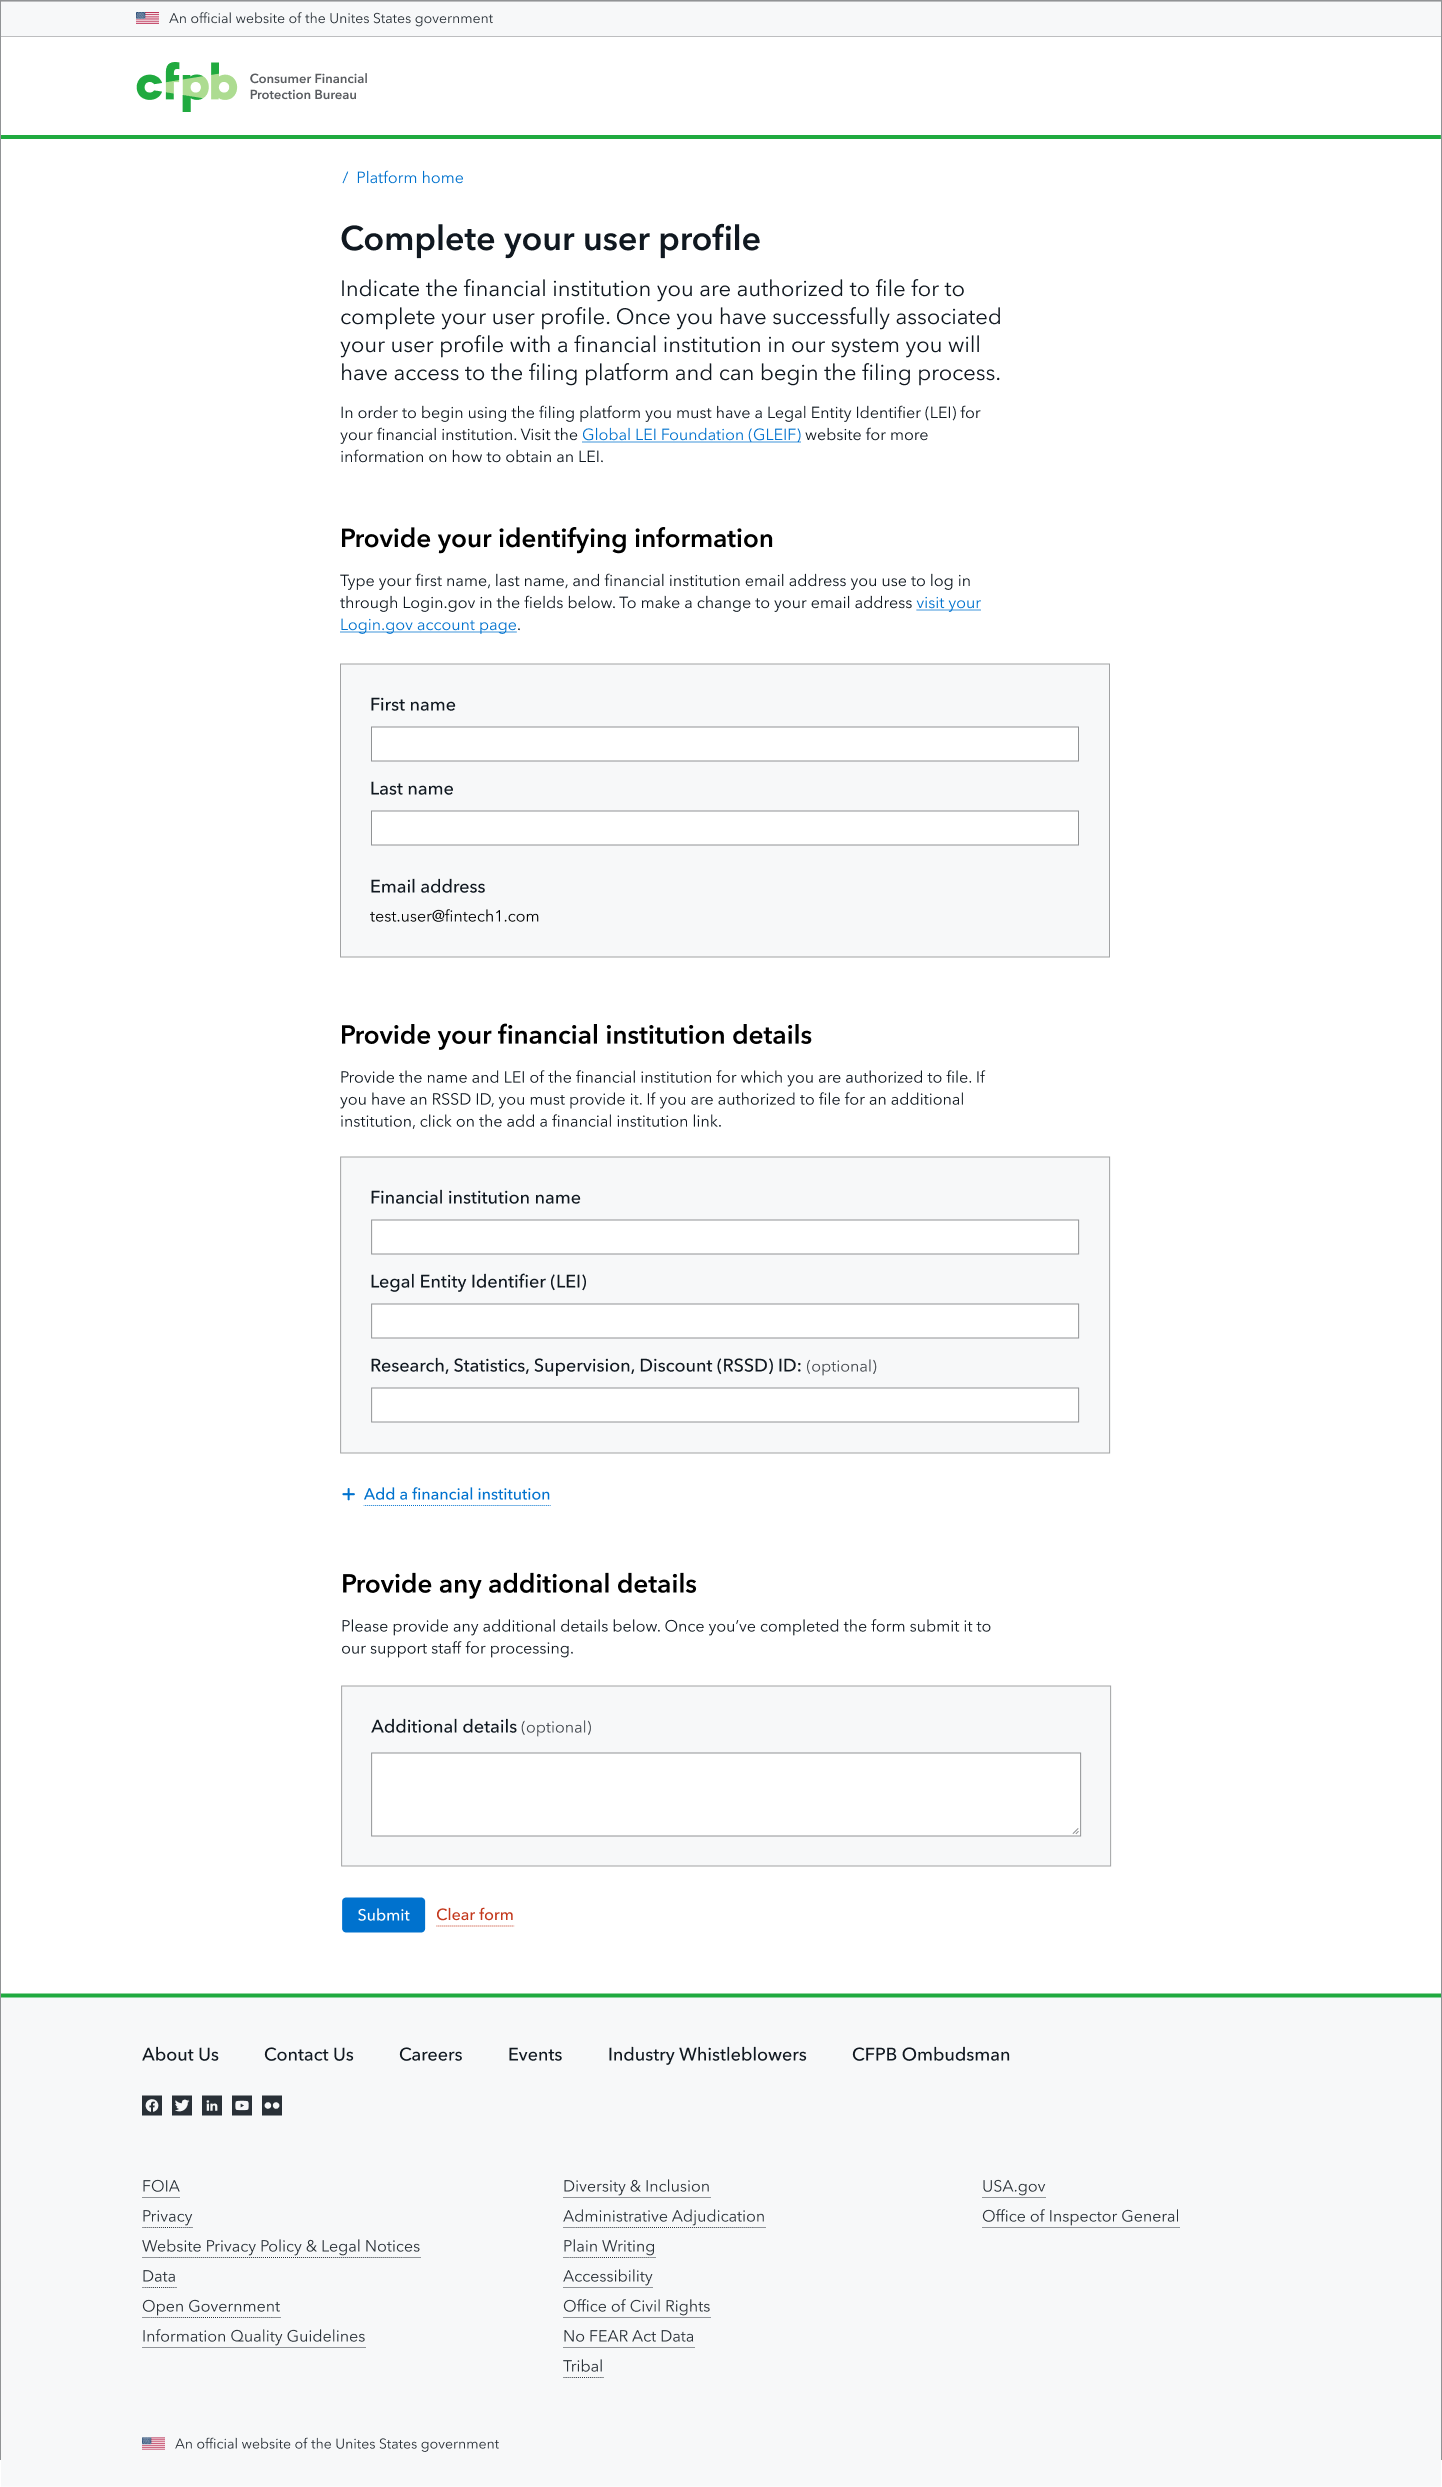 An official website of the Unites States government
cfpb Consumer Financial
Protection Bureau
/ Platform home
Complete your user profile
Indicate the financial institution you are authorized to file for to
complete your user profile. Once you have successfully associated
your user profile with a financial institution in our system you will
have access to the filing platform and can begin the filing process.
In order to begin using the filing platform you must have a Legal Entity Identifier (LEI) for
your financial institution. Visit the Global LEI Foundation (GLEIF) website for more
information on how to obtain an LEI.
Provide your identifying information
Type your first name, last name, and financial institution email address you use to log in
through Login.gov in the fields below. To make a change to your email address visit your
Login.gov account page.
First name
Last name
Email address
test.user@fintech1.com
Provide your financial institution details
Provide the name and LEI of the financial institution for which you are authorized to file. If
you have an RSSD ID, you must provide it. If you are authorized to file for an additional
institution, click on the add a financial institution link.
Financial institution name
Legal Entity Identifier (LEI)
Research, Statistics, Supervision, Discount (RSSD) ID: (optional)
+ Add a financial institution
Provide any additional details
Please provide any additional details below. Once you’ve completed the form submit it to
our support staff for processing.
Additional details (optional)
Submit Clear form
About Us Contact Us Careers Events Industry Whistleblowers CFPB Ombudsman
FOIA
Privacy
Website Privacy Policy & Legal Notices
Data
Open Government
Information Quality Guidelines
Diversity & Inclusion
Administrative Adjudication
Plain Writing
Accessibility
Office of Civil Rights
No FEAR Act Data
Tribal
USA.gov
Office of Inspector General
An official website of the Unites States government